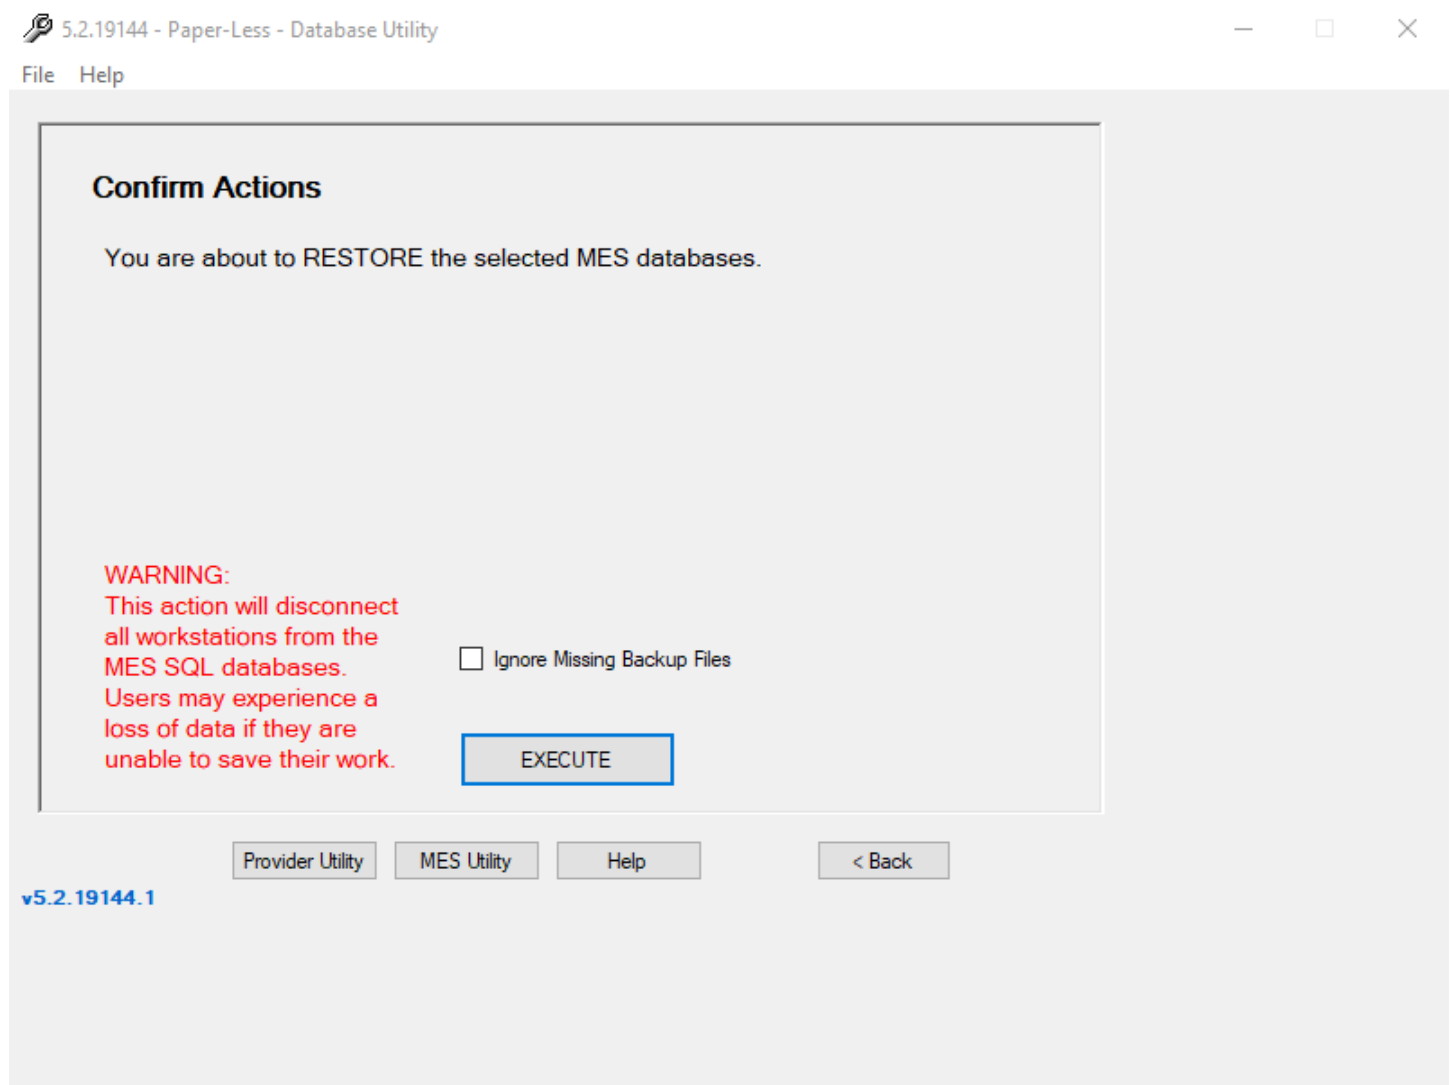 5.2.19144 - Paper-Less - Database Utility
File Help
Confirm Actions
You are about to RESTORE the selected MES databases.
WARNING:
This action will disconnect
all workstations from the
MES SQL databases.
Users may experience a
loss of data if they are
unable to save their work.
Ignore Missing Backup Files
EXECUTE
Provider Utility MES Utility Help < Back
v5.2.19144.1